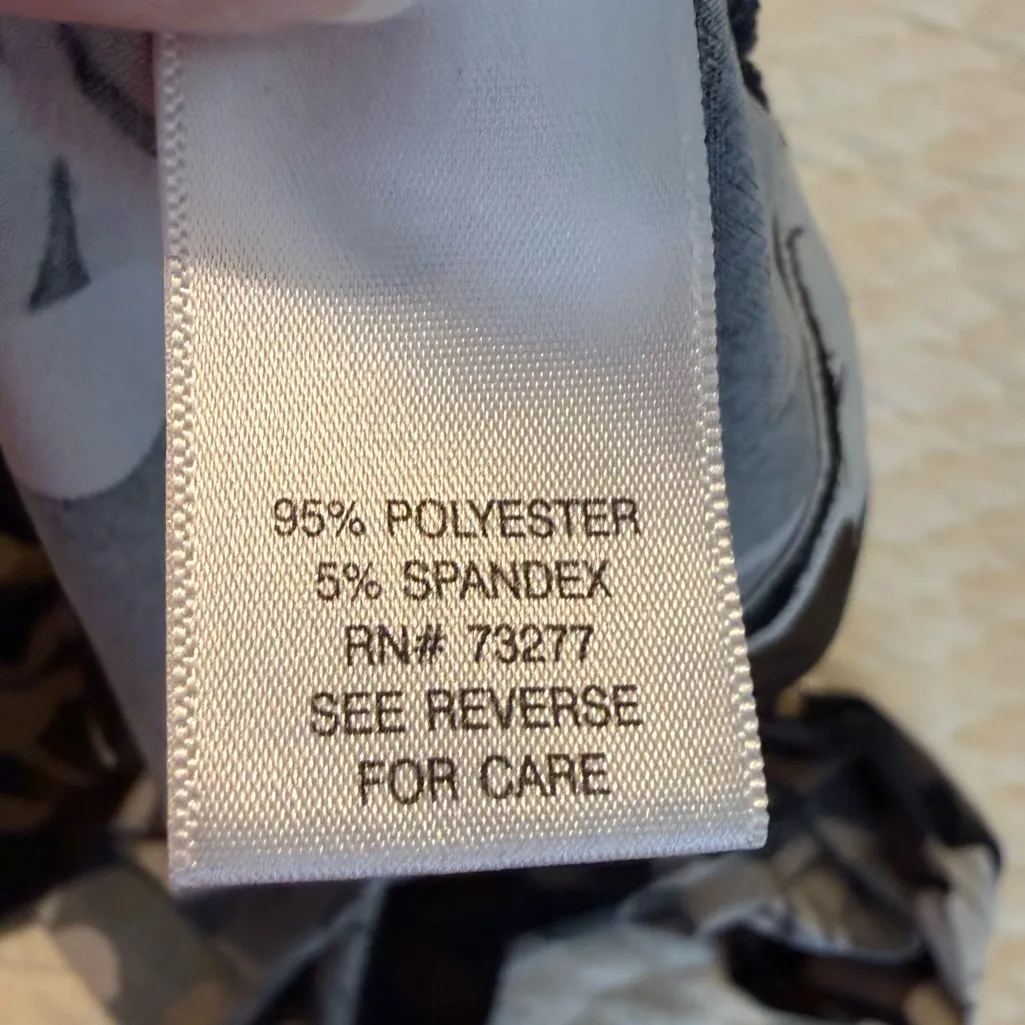 95% POLYESTER
5% SPANDEX
RN# 73277
SEE REVERSE
FOR CARE